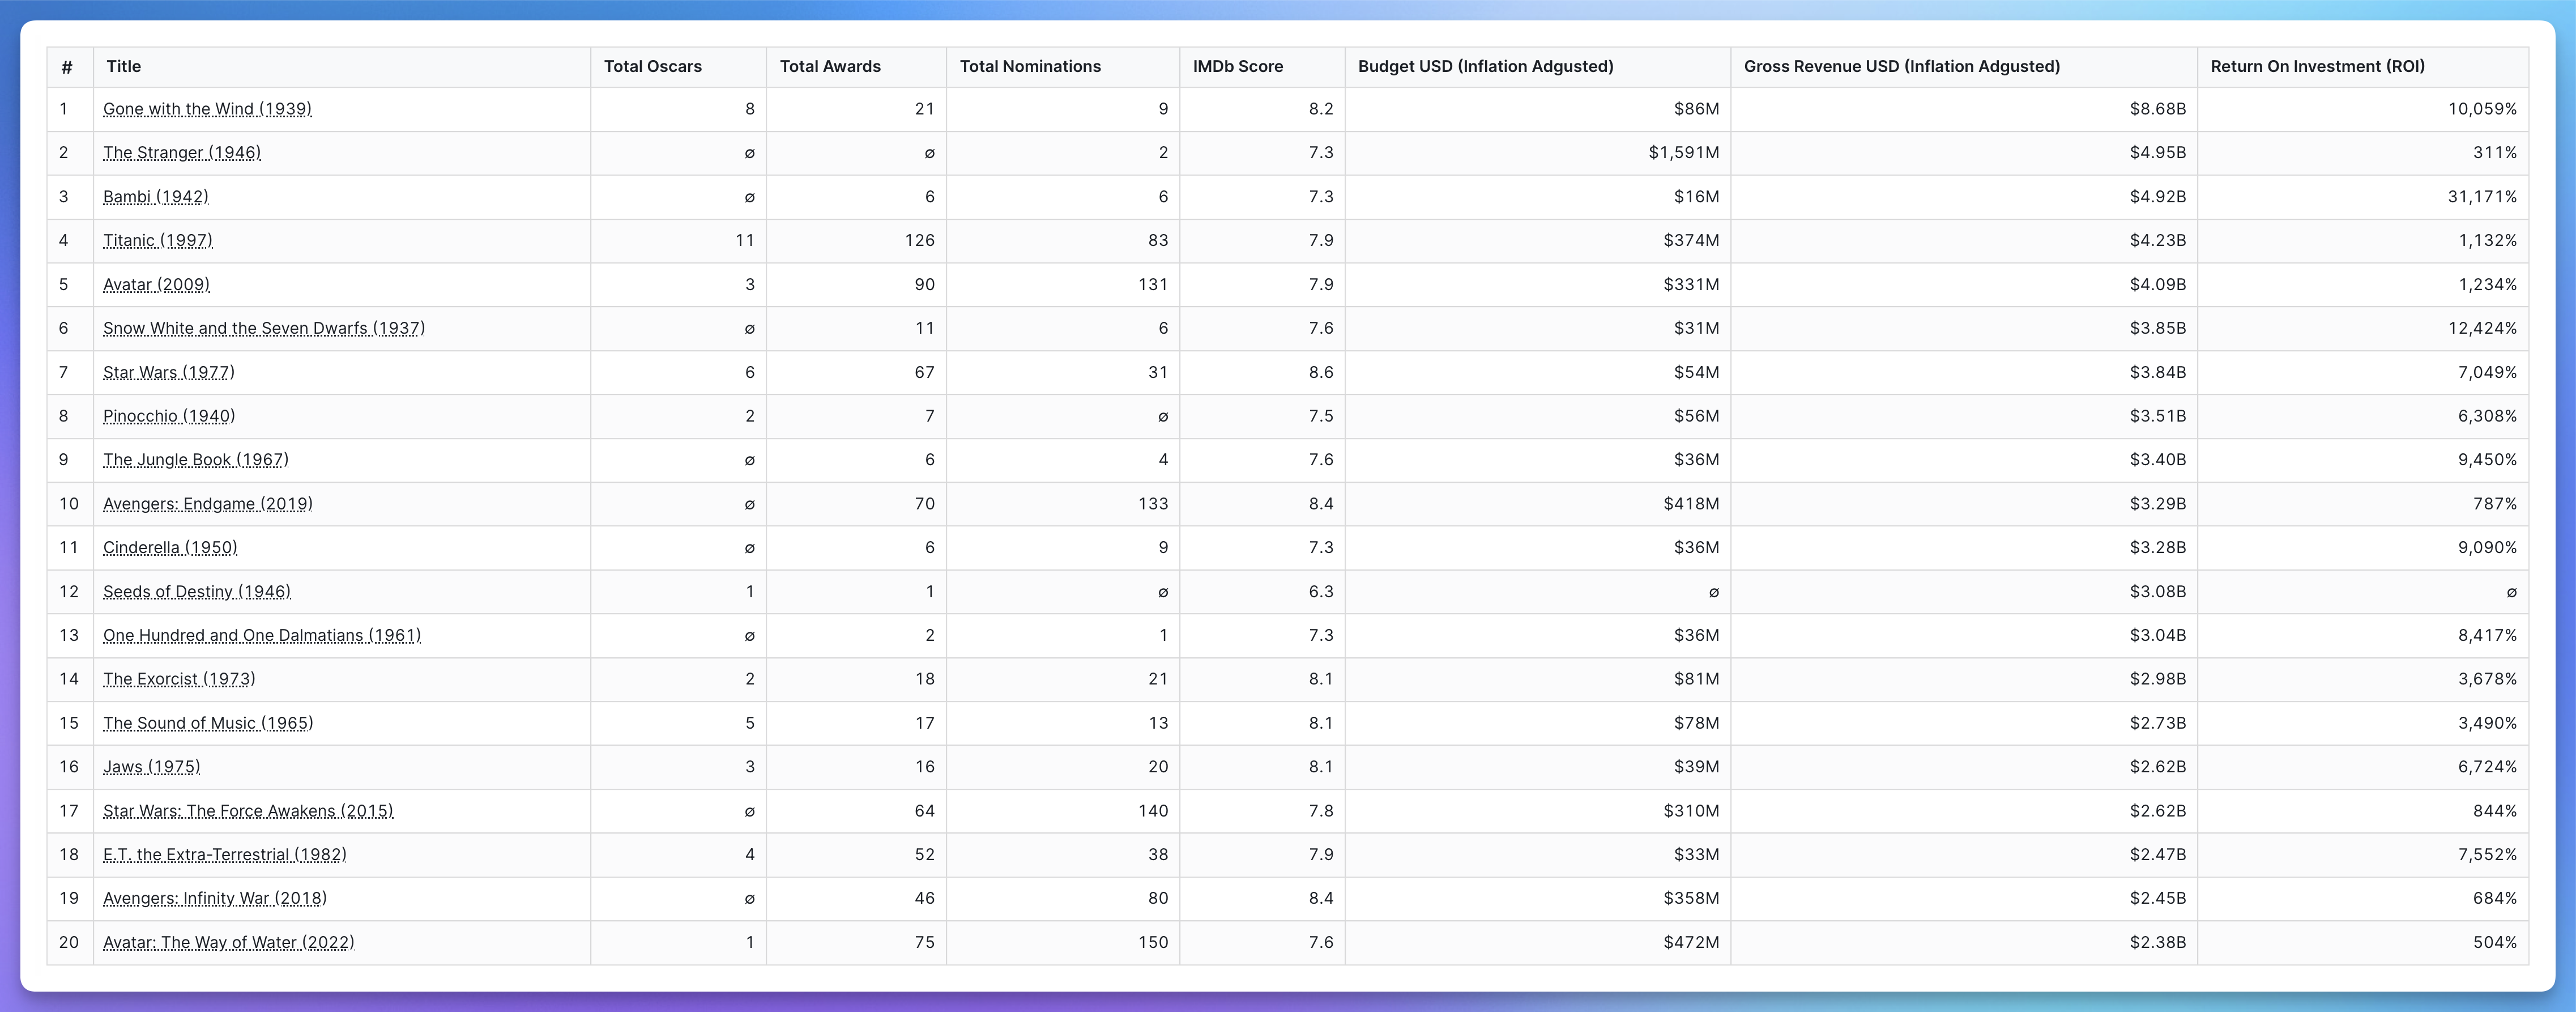 # Title Total Oscars Total Awards Total Nominations IMDb Score Budget USD (Inflation Adgusted) Gross Revenue USD (Inflation Adgusted) Return On Investment (ROI)
1 Gone with the Wind (1939) 8 21 9 8.2 $86M $8.68B 10,059%
2 The Stranger (1946) ∅ ∅ 2 7.3 $1,591M $4.95B 311%
3 Bambi (1942) ∅ 6 6 7.3 $16M $4.92B 31,171%
4 Titanic (1997) 11 126 83 7.9 $374M $4.23B 1,132%
5 Avatar (2009) 3 90 131 7.9 $331M $4.09B 1,234%
6 Snow White and the Seven Dwarfs (1937) ∅ 11 6 7.6 $31M $3.85B 12,424%
7 Star Wars (1977) 6 67 31 8.6 $54M $3.84B 7,049%
8 Pinocchio (1940) 2 7 ∅ 7.5 $56M $3.51B 6,308%
9 The Jungle Book (1967) ∅ 6 4 7.6 $36M $3.40B 9,450%
10 Avengers: Endgame (2019) ∅ 70 133 8.4 $418M $3.29B 787%
11 Cinderella (1950) ∅ 6 9 7.3 $36M $3.28B 9,090%
12 Seeds of Destiny (1946) 1 1 ∅ 6.3 ∅ $3.08B ∅
13 One Hundred and One Dalmatians (1961) ∅ 2 1 7.3 $36M $3.04B 8,417%
14 The Exorcist (1973) 2 18 21 8.1 $81M $2.98B 3,678%
15 The Sound of Music (1965) 5 17 13 8.1 $78M $2.73B 3,490%
16 Jaws (1975) 3 16 20 8.1 $39M $2.62B 6,724%
17 Star Wars: The Force Awakens (2015) ∅ 64 140 7.8 $310M $2.62B 844%
18 E.T. the Extra-Terrestrial (1982) 4 52 38 7.9 $33M $2.47B 7,552%
19 Avengers: Infinity War (2018) ∅ 46 80 8.4 $358M $2.45B 684%
20 Avatar: The Way of Water (2022) 1 75 150 7.6 $472M $2.38B 504%